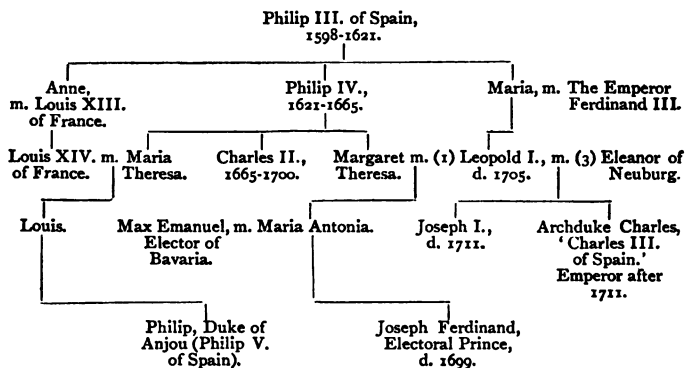 Philip III. of Spain,
1598-1621.
Anne,
m. Louis XIII.
of France.
Philip IV.,
1621-1665.
Maria, m. The Emperor
Ferdinand III.
Louis XIV. m.
of France.
Maria
Theresa.
Charles II.,
1665-1700.
Margaret m. (1)
Theresa.
Leopold I., m. (3)
d. 1705.
Eleanor of
Neuburg.
Louis.
Max Emanuel, m. Maria Antonia.
Elector of
Bavaria.
Joseph I.,
d. 1711.
Archduke Charles,
‘Charles III.
of Spain.’
Emperor after
1711.
Philip, Duke of
Anjou (Philip V.
of Spain).
Joseph Ferdinand,
Electoral Prince,
d. 1699.